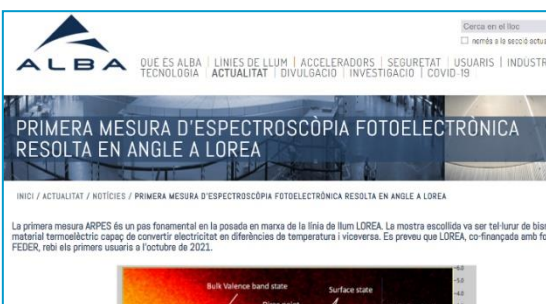 Cerca en el lloc
només a la secció actua
ALBA
QUÈ ÉS ALBA | LÍNIES DE LLUM | ACCELERADORS | SEGURETAT | USUARIS | INDÚSTR
TECNOLOGIA | ACTUALITAT | DIVULGACIÓ | INVESTIGACIÓ | COVID-19
PRIMERA MESURA D'ESPECTROSCÒPIA FOTOELECTRÒNICA
RESOLTA EN ANGLE A LOREA
INICI / ACTUALITAT / NOTÍCIES / PRIMERA MESURA D'ESPECTROSCÒPIA FOTOELECTRÒNICA RESOLTA EN ANGLE A LOREA
La primera mesura ARPES és un pas fonamental en la posada en marxa de la línia de llum LOREA. La mostra escollida va ser tel·lurur de bism
material termoelèctric capaç de convertir electricitat en diferències de temperatura i viceversa. Es preveu que LOREA, co-finançada amb fo
FEDER, rebi els primers usuaris a l'octubre de 2021.
Bulk Valence band state
Surface state
Dirac point